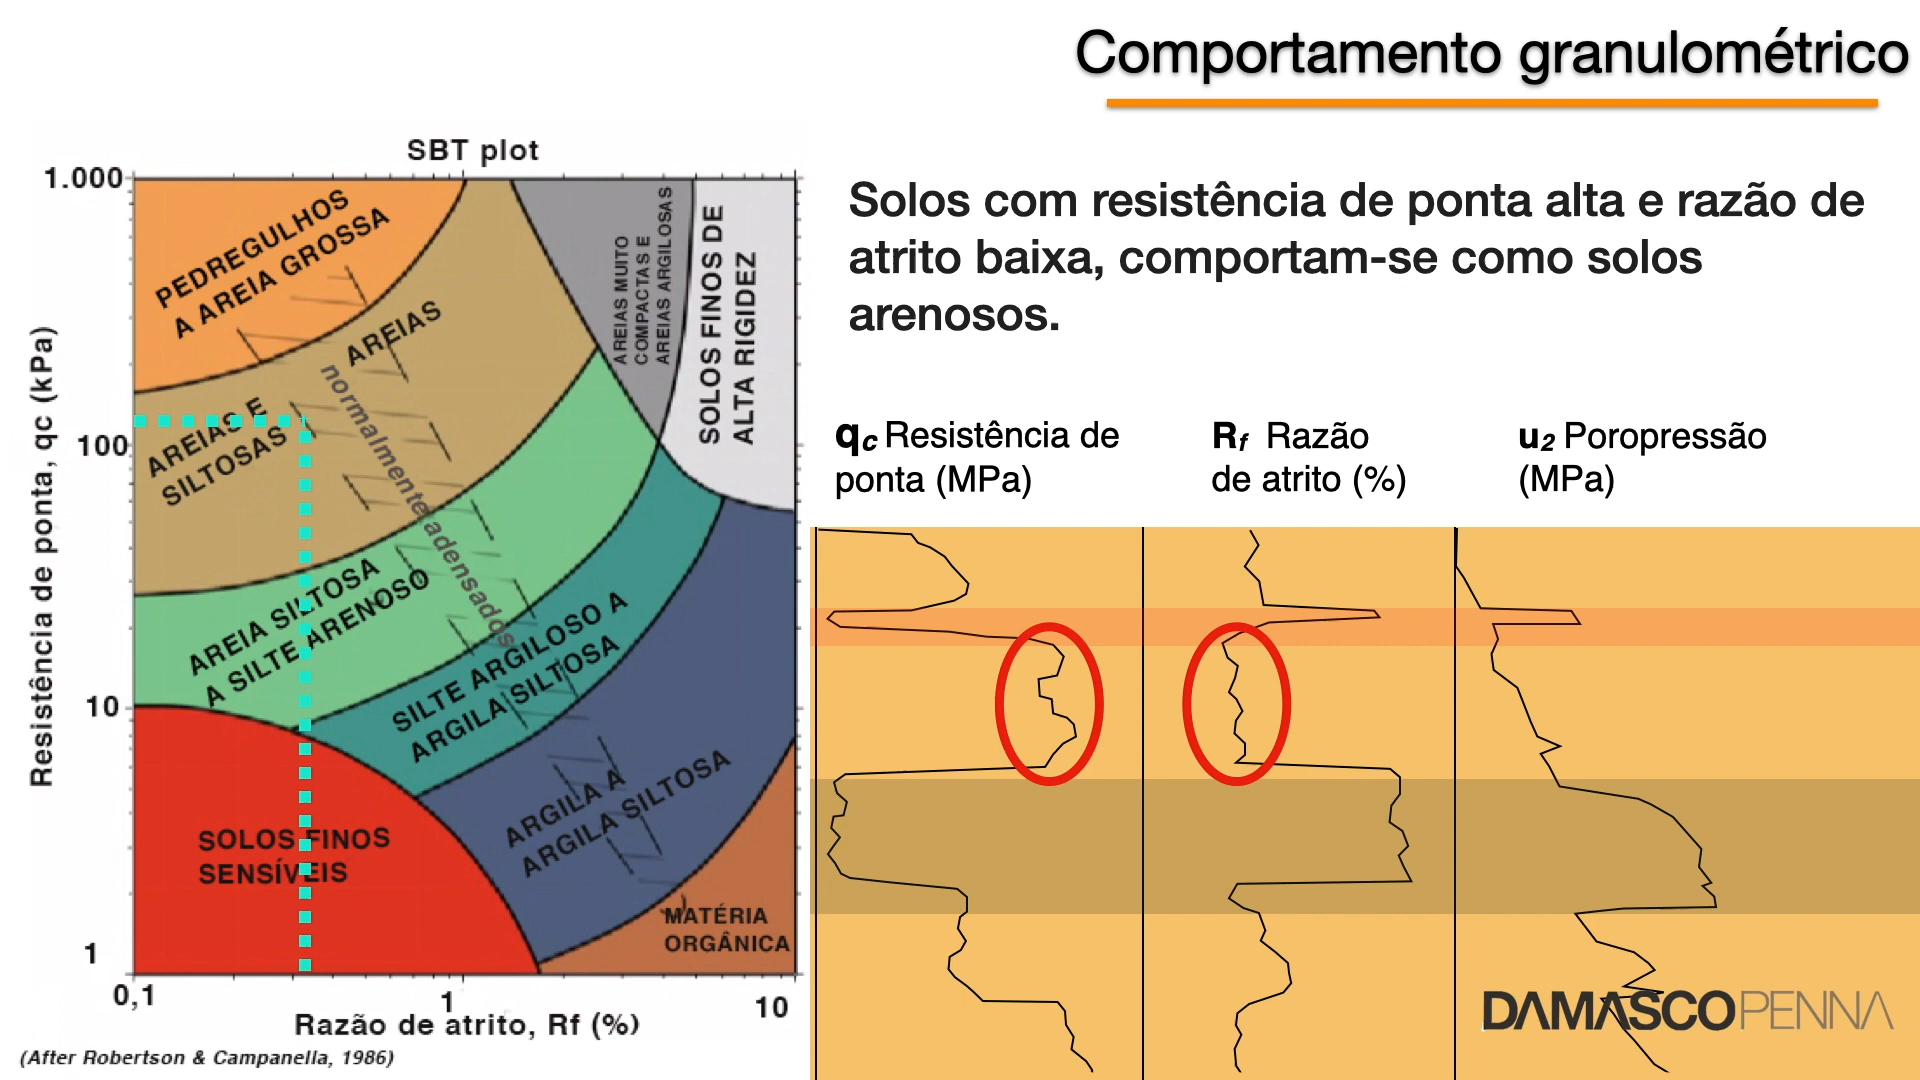 Comportamento granulométrico
SBT plot
1.000
100
10
1
Resistência de ponta, qc (kPa)
PEDREGULHOS
A AREIA GROSSA
AREIAS
AREIAS E
SILTOSAS
normalmente adensados
AREIAS MUITO
COMPACTAS E
AREIAS ARGILOSAS
SOLOS FINOS DE
ALTA RIGIDEZ
AREIA SILTOSA
A SILTE ARENOSO
SILTE ARGILOSO A
ARGILA SILTOSA
ARGILA A
ARGILA SILTOSA
SOLOS FINOS
SENSÍVEIS
MATÉRIA
ORGÂNICA
0,1
1
10
Razão de atrito, Rf (%)
(After Robertson & Campanella, 1986)
Solos com resistência de ponta alta e razão de
atrito baixa, comportam-se como solos
arenosos.
qc Resistência de
ponta (MPa)
Rf Razão
de atrito (%)
u2 Poropressão
(MPa)
DAMASCOPENNA